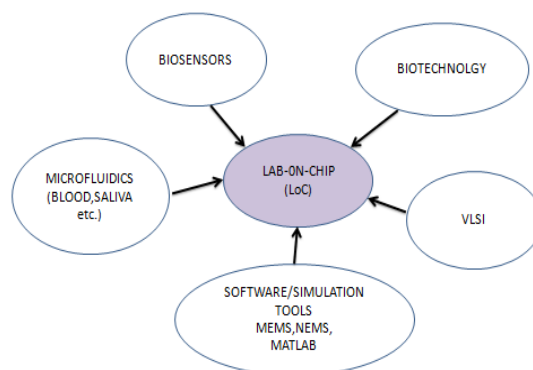 BIOSENSORS
BIOTECHNOLGY
MICROFLUIDICS
(BLOOD,SALIVA
etc.)
LAB-0N-CHIP
(LoC)
VLSI
SOFTWARE/SIMULATION
TOOLS
MEMS,NEMS,
MATLAB